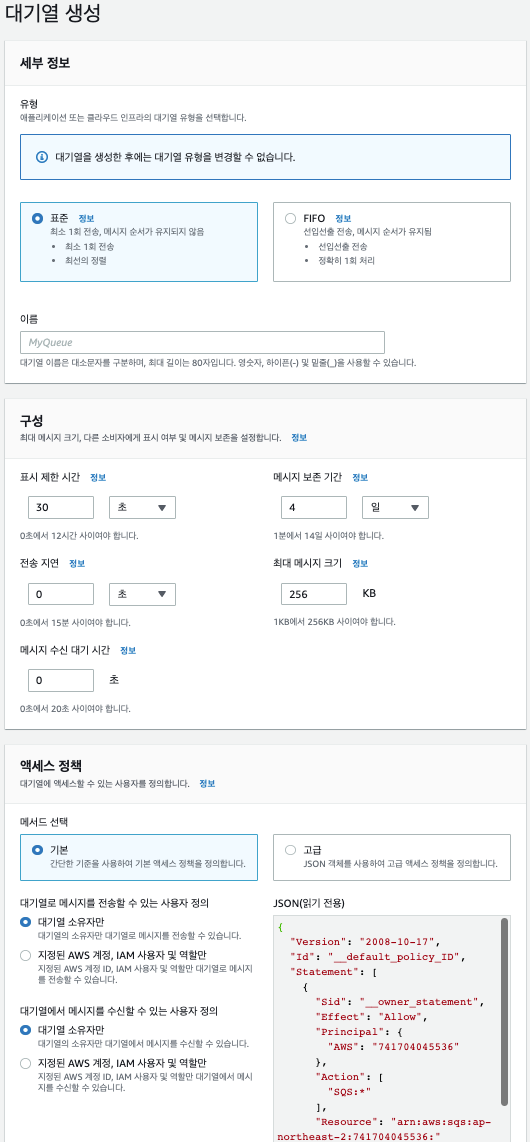 대기열 생성
세부 정보
유형
애플리케이션 또는 클라우드 인프라의 대기열 유형을 선택합니다.
대기열을 생성한 후에는 대기열 유형을 변경할 수 없습니다.
표준 정보
최소 1회 전송, 메시지 순서가 유지되지 않음
• 최소 1회 전송
• 최선의 정렬
FIFO 정보
선입선출 전송, 메시지 순서가 유지됨
• 선입선출 전송
• 정확히 1회 처리
이름
MyQueue
대기열 이름은 대소문자를 구분하며, 최대 길이는 80자입니다. 영숫자, 하이픈(-) 및 밑줄(_)을 사용할 수 있습니다.
구성
최대 메시지 크기, 다른 소비자에게 표시 여부 및 메시지 보존을 설정합니다. 정보
표시 제한 시간 정보
30 초
0초에서 12시간 사이여야 합니다.
메시지 보존 기간 정보
4 일
1분에서 14일 사이여야 합니다.
전송 지연 정보
0 초
0초에서 15분 사이여야 합니다.
최대 메시지 크기 정보
256 KB
1KB에서 256KB 사이여야 합니다.
메시지 수신 대기 시간 정보
0 초
0초에서 20초 사이여야 합니다.
액세스 정책
대기열에 액세스할 수 있는 사용자를 정의합니다. 정보
메서드 선택
기본
간단한 기준을 사용하여 기본 액세스 정책을 정의합니다.
고급
JSON 객체를 사용하여 고급 액세스 정책을 정의합니다.
대기열로 메시지를 전송할 수 있는 사용자 정의
대기열 소유자만
대기열의 소유자만 대기열로 메시지를 전송할 수 있습니다.
지정된 AWS 계정, IAM 사용자 및 역할만
지정된 AWS 계정 ID, IAM 사용자 및 역할만 대기열로 메시지
를 전송할 수 있습니다.
대기열에서 메시지를 수신할 수 있는 사용자 정의
대기열 소유자만
대기열의 소유자만 대기열에서 메시지를 수신할 수 있습니다.
지정된 AWS 계정, IAM 사용자 및 역할만
지정된 AWS 계정 ID, IAM 사용자 및 역할만 대기열에서 메시
지를 수신할 수 있습니다.
JSON(읽기 전용)
{
"Version": "2008-10-17",
"Id": "__default_policy_ID",
"Statement": [
{
"Sid": "__owner_statement",
"Effect": "Allow",
"Principal": {
"AWS": "741704045536"
},
"Action": [
"SQS:*"
],
"Resource": "arn:aws:sqs:ap-
northeast-2:741704045536:"